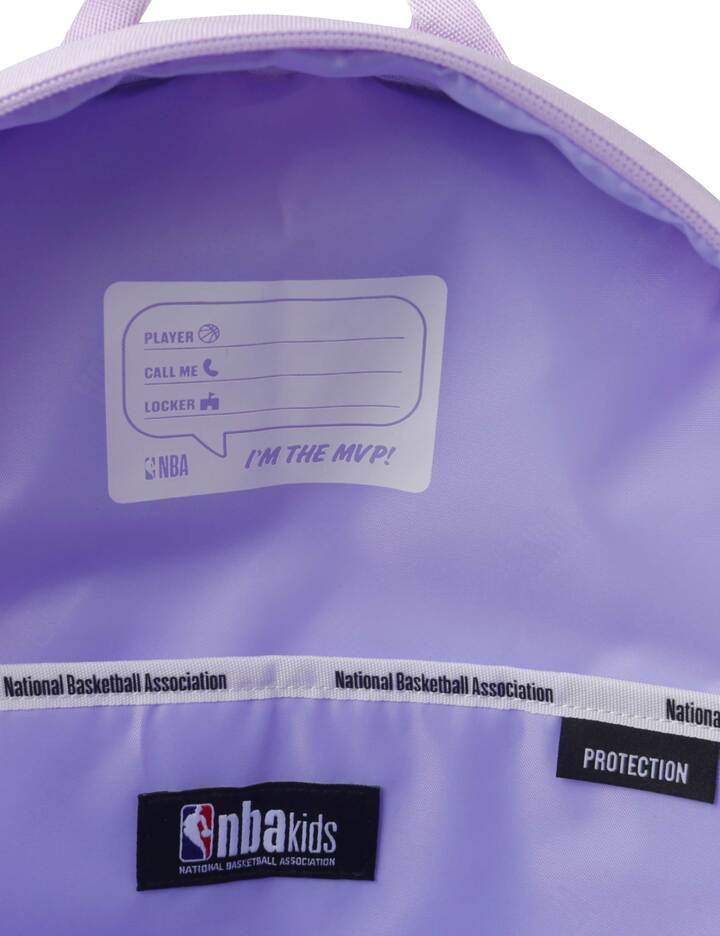 PLAYER
CALL ME
LOCKER
NBA I'M THE MVP!
National Basketball Association National Basketball Association Nationa
PROTECTION
nbakids
NATIONAL BASKETBALL ASSOCIATION